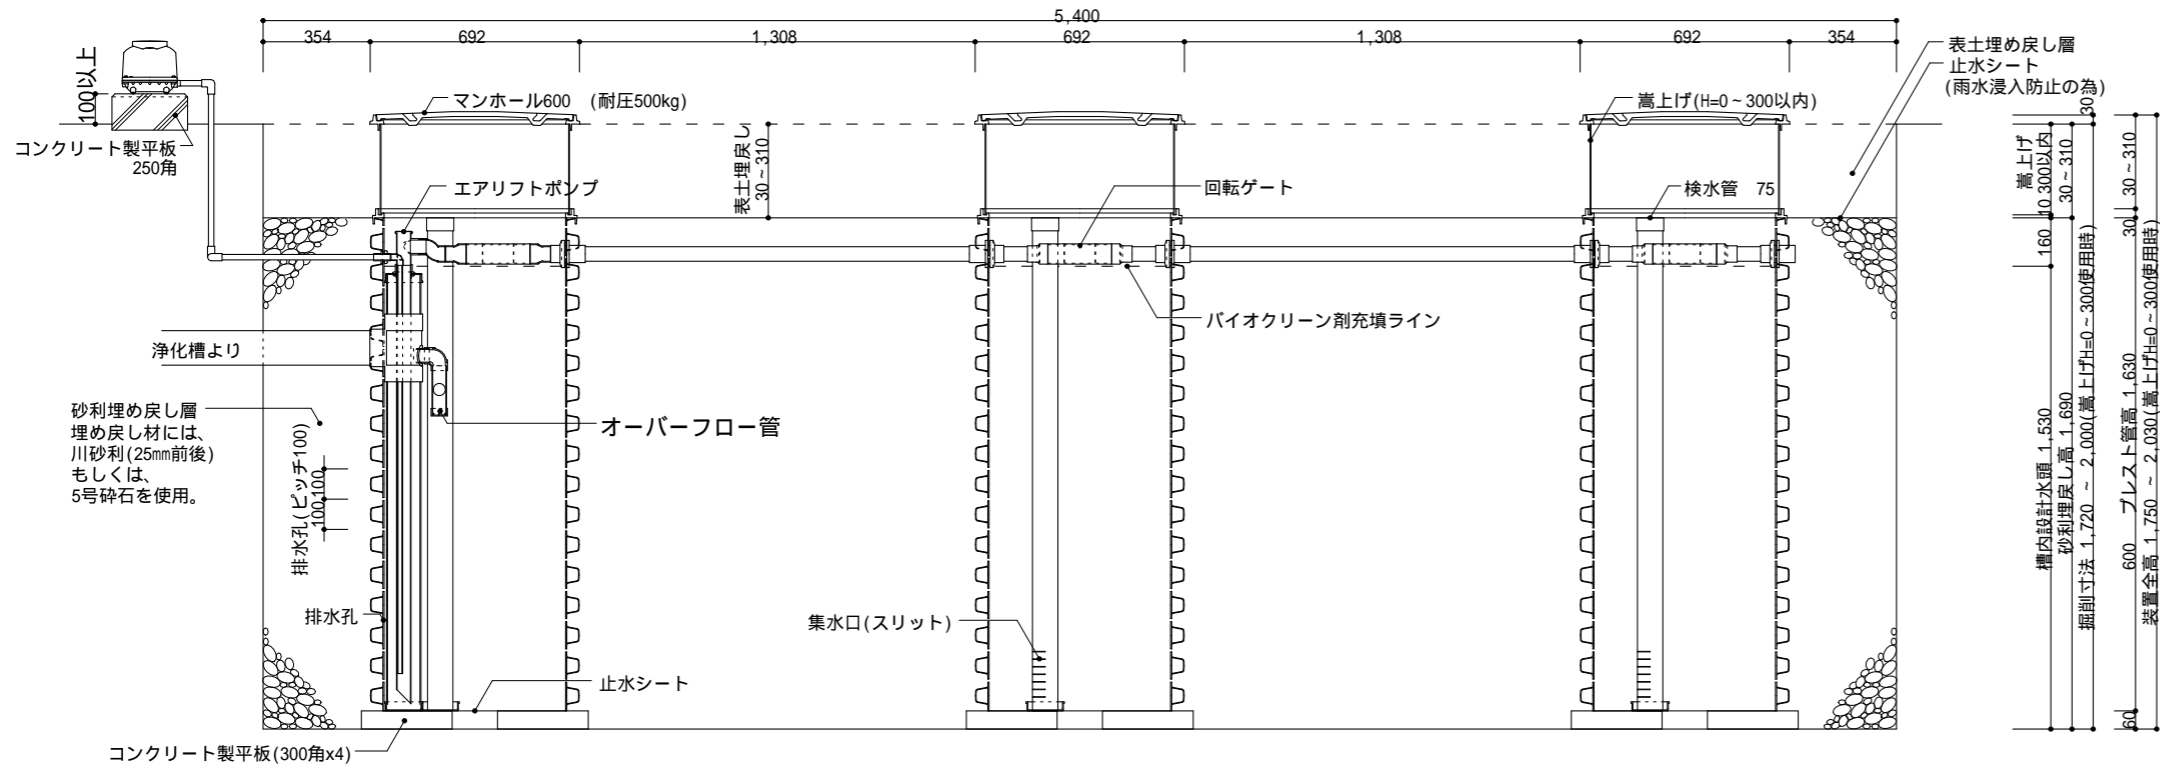 5,400
354
692
1,308
692
1,308
692
354
表土埋め戻し層
止水シート
(雨水浸入防止の為)
100以上
マンホール600 (耐圧500kg)
嵩上げ(H=0~300以内)
コンクリート製平板
250角
表土埋戻し
30~310
エアリフトポンプ
回転ゲート
検水管 75
バイオクリーン剤充填ライン
浄化槽より
オーバーフロー管
砂利埋め戻し層
埋め戻し材には、
川砂利(25mm前後)
もしくは、
5号砕石を使用。
排水孔(ピッチ100)
100
100
排水孔
集水口(スリット)
止水シート
コンクリート製平板(300角x4)
嵩上げ
300以内
10
160
槽内設計水頭 1,530
30~310
砂利埋戻し高 1,690
30
掘削寸法 1,720 ~ 2,000(嵩上げH=0~300使用時)
30~310
30
プレスト管高 1,630
600
60
装置全高 1,750 ~ 2,030(嵩上げH=0~300使用時)